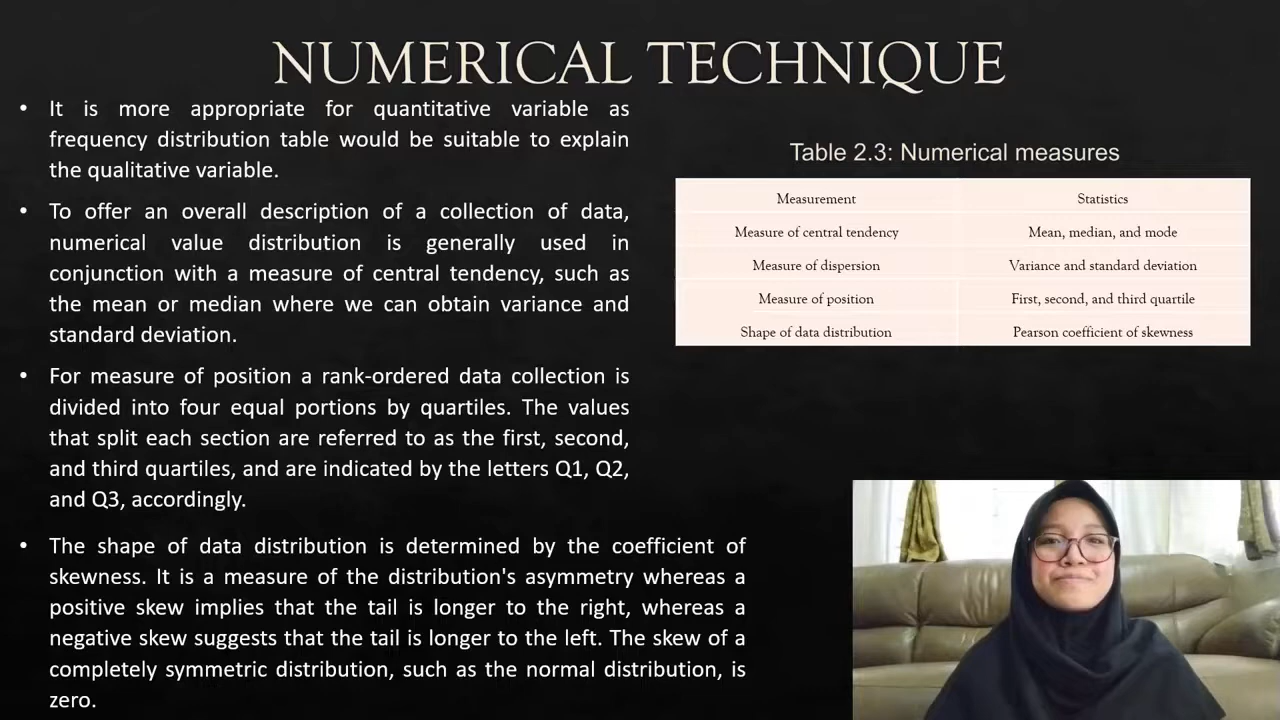 NUMERICAL TECHNIQUE
• It is more appropriate for quantitative variable as
frequency distribution table would be suitable to explain
the qualitative variable.
• To offer an overall description of a collection of data,
numerical value distribution is generally used in
conjunction with a measure of central tendency, such as
the mean or median where we can obtain variance and
standard deviation.
• For measure of position a rank-ordered data collection is
divided into four equal portions by quartiles. The values
that split each section are referred to as the first, second,
and third quartiles, and are indicated by the letters Q1, Q2,
and Q3, accordingly.
• The shape of data distribution is determined by the coefficient of
skewness. It is a measure of the distribution's asymmetry whereas a
positive skew implies that the tail is longer to the right, whereas a
negative skew suggests that the tail is longer to the left. The skew of a
completely symmetric distribution, such as the normal distribution, is
zero.
Table 2.3: Numerical measures
Measurement Statistics
Measure of central tendency Mean, median, and mode
Measure of dispersion Variance and standard deviation
Measure of position First, second, and third quartile
Shape of data distribution Pearson coefficient of skewness